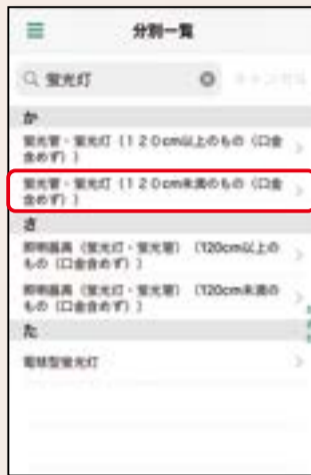 分別一覧
蛍光灯
キャンセル
か
蛍光管・蛍光灯（１２０cm以上のもの（口金
含めず））
蛍光管・蛍光灯（１２０cm未満のもの（口金
含めず））
さ
照明器具（蛍光灯・蛍光管）（120cm以上の
もの（口金含めず））
照明器具（蛍光灯・蛍光管）（120cm未満の
もの（口金含めず））
た
電球型蛍光灯